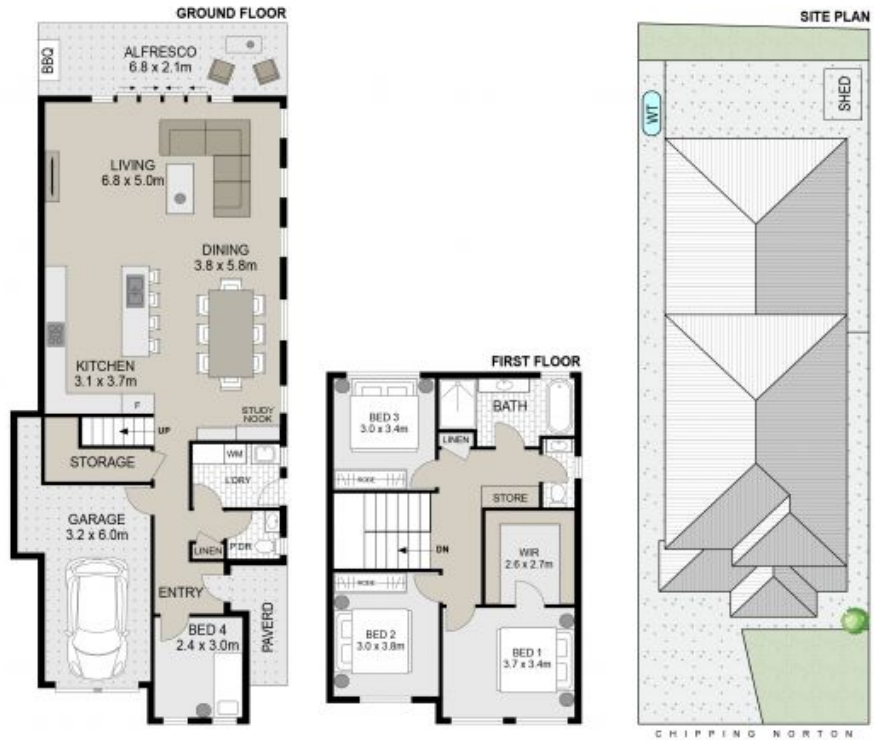 GROUND FLOOR
BBQ
ALFRESCO
6.8 x 2.1m
LIVING
6.8 x 5.0m
DINING
3.8 x 5.8m
KITCHEN
3.1 x 3.7m
F
STUDY
NOOK
UP
STORAGE
WM
L'DRY
GARAGE
3.2 x 6.0m
LINEN
P'DR
ENTRY
BED 4
2.4 x 3.0m
PAVERD
FIRST FLOOR
BED 3
3.0 x 3.4m
BATH
LINEN
ROBE
STORE
DN
WIR
2.6 x 2.7m
ROBE
BED 2
3.0 x 3.8m
BED 1
3.7 x 3.4m
SITE PLAN
WT
SHED
CHIPPING NORTON